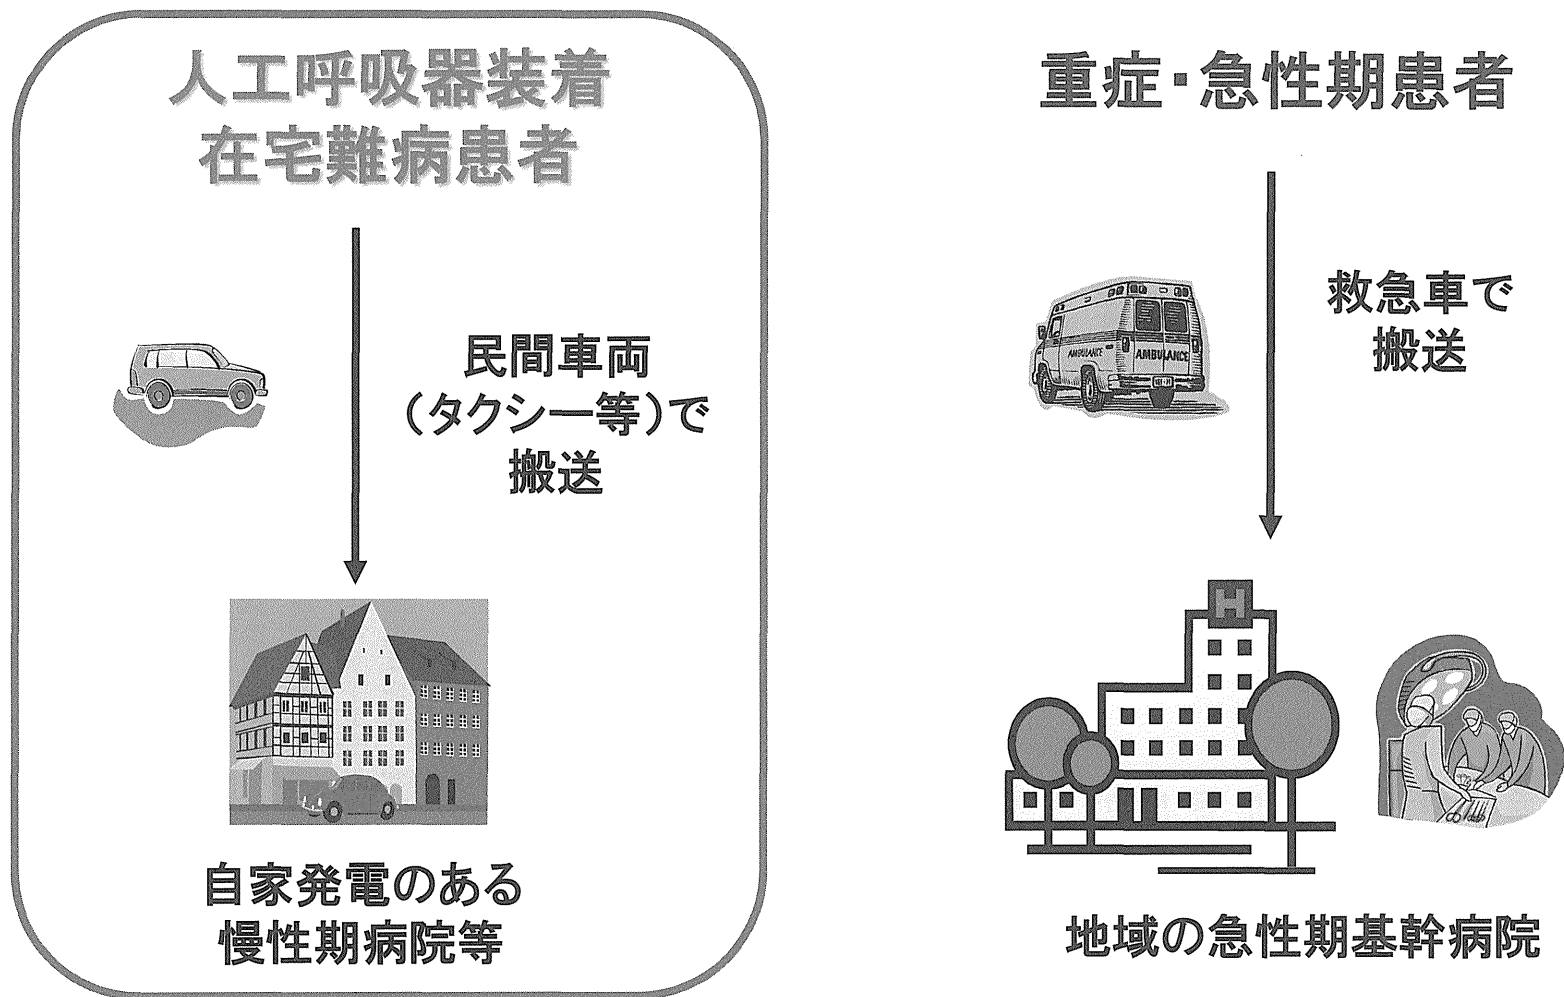 人工呼吸器装着
在宅難病患者
民間車両
（タクシー等）で
搬送
自家発電のある
慢性期病院等
重症・急性期患者
AMBULANCE
AMBULANCE
救急車で
搬送
H
地域の急性期基幹病院